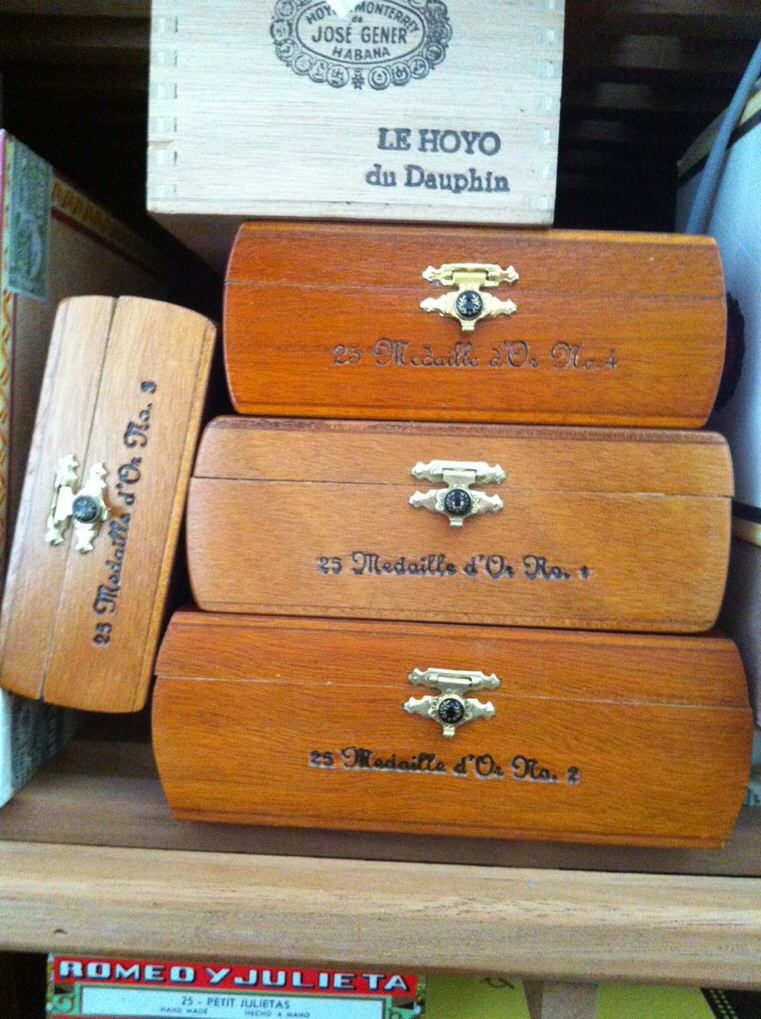 HOYO de MONTERREY
de
JOSÉ GENER
HABANA
LE HOYO
du Dauphin
25 Medaille d'Or No.4
25 Medaille d'Or No. 3
25 Medaille d'Or No. 1
25 Medaille d'Or No. 2
ROMEO Y JULIETA
25 - PETIT JULIETAS
HAND MADE HECHO A MANO